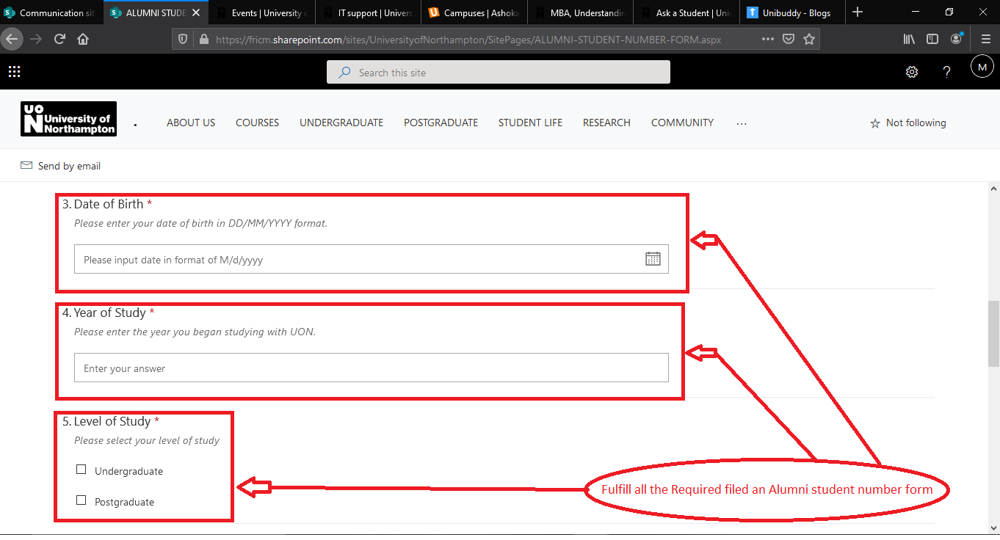 Communication sit
ALUMNI STUDE
Events | University o
IT support | Univers
Campuses | Ashoka
MBA, Understandin
Ask a Student | Uni
Unibuddy - Blogs
https://fricm.sharepoint.com/sites/UniversityofNorthampton/SitePages/ALUMNI-STUDENT-NUMBER-FORM.aspx
Search this site
?
M
UON University of Northampton
.
ABOUT US COURSES UNDERGRADUATE POSTGRADUATE STUDENT LIFE RESEARCH COMMUNITY ...
Not following
Send by email
3. Date of Birth *
Please enter your date of birth in DD/MM/YYYY format.
Please input date in format of M/d/yyyy
4. Year of Study *
Please enter the year you began studying with UON.
Enter your answer
5. Level of Study *
Please select your level of study
Undergraduate
Postgraduate
Fulfill all the Required filed an Alumni student number form